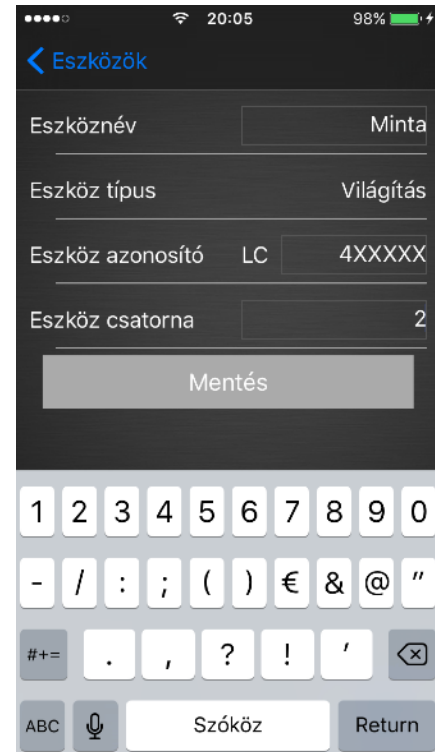 20:05 98%
Eszközök
Eszköznév Minta
Eszköz típus Világítás
Eszköz azonosító LC 4XXXXX
Eszköz csatorna 2
Mentés
1 2 3 4 5 6 7 8 9 0
- / : ; ( ) € & @ "
#+= . , ? ! '
ABC Szóköz Return